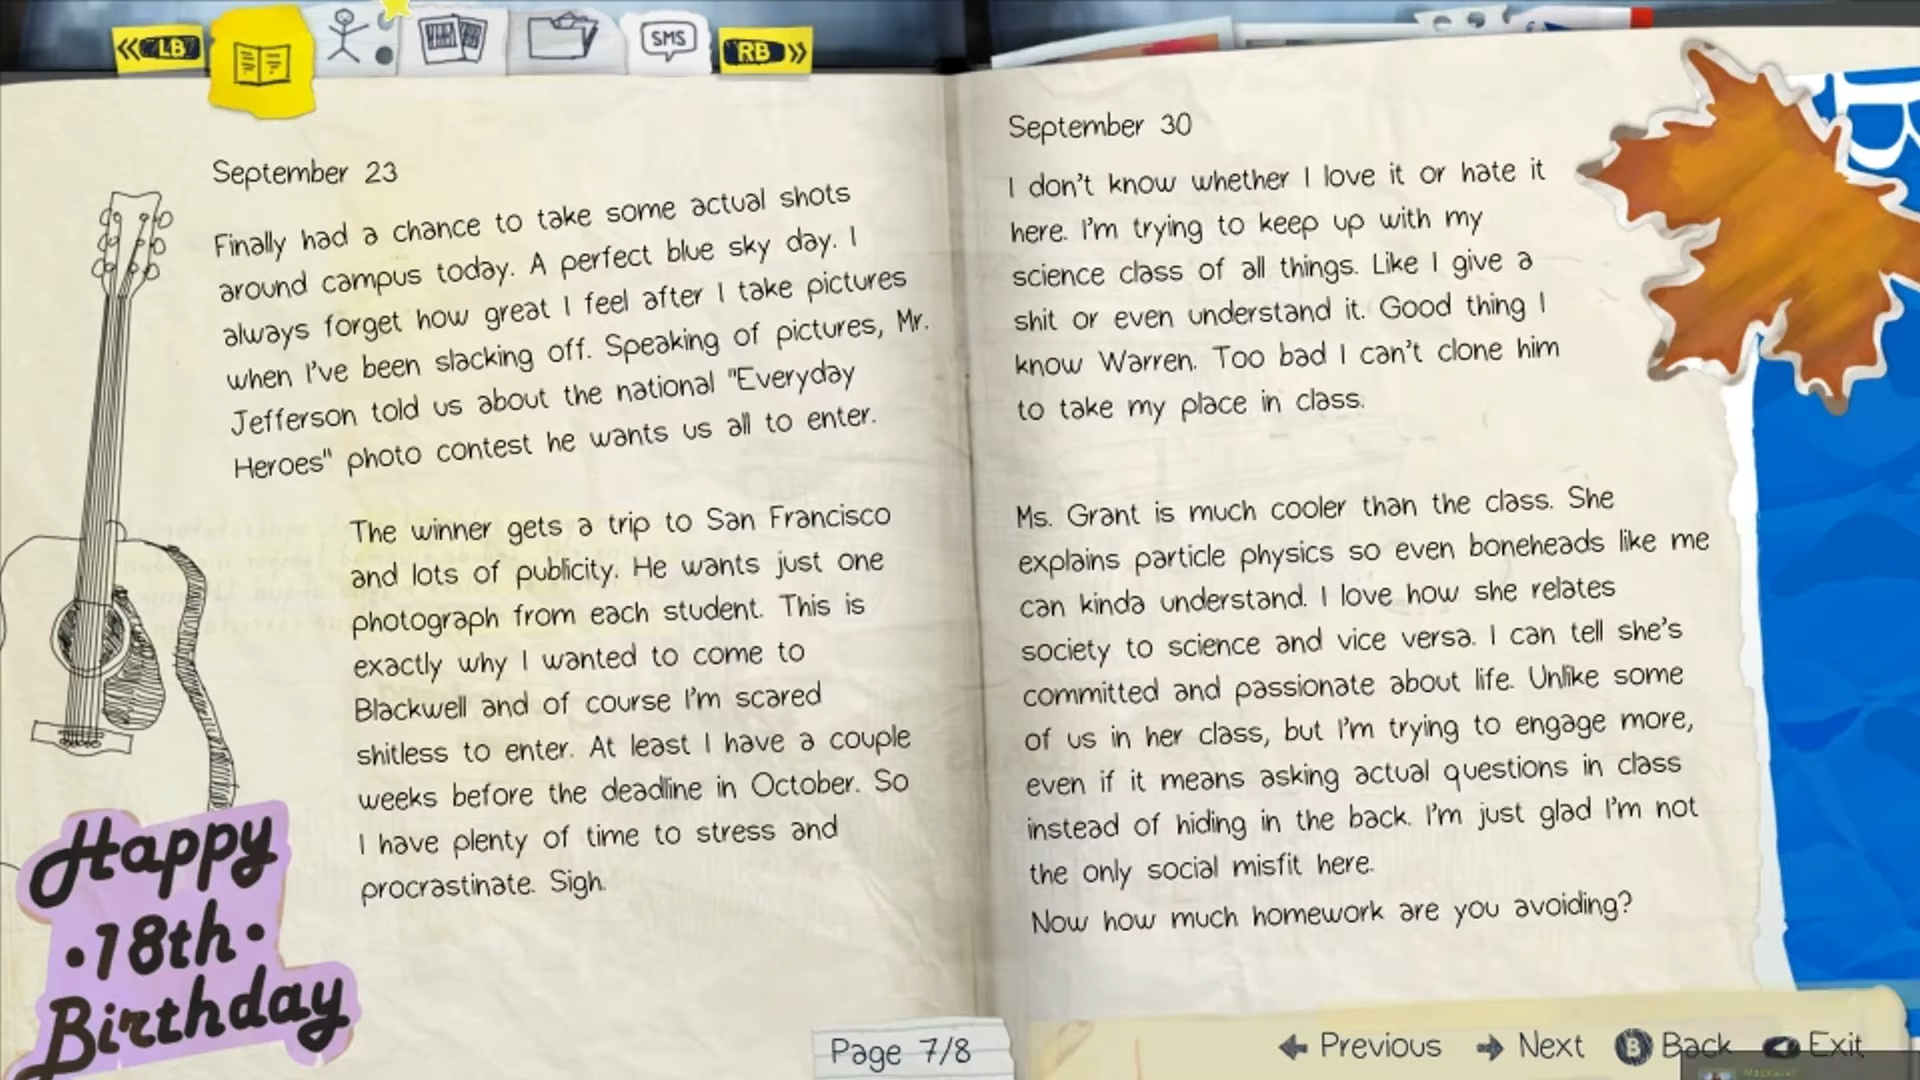 LB
SMS
RB
September 23
Finally had a chance to take some actual shots
around campus today. A perfect blue sky day. I
always forget how great I feel after I take pictures
when I've been slacking off. Speaking of pictures, Mr.
Jefferson told us about the national "Everyday
Heroes" photo contest he wants us all to enter.
The winner gets a trip to San Francisco
and lots of publicity. He wants just one
photograph from each student. This is
exactly why I wanted to come to
Blackwell and of course I'm scared
shitless to enter. At least I have a couple
weeks before the deadline in October. So
I have plenty of time to stress and
procrastinate. Sigh.
Happy
18th
Birthday
September 30
I don't know whether I love it or hate it
here. I'm trying to keep up with my
science class of all things. Like I give a
shit or even understand it. Good thing I
know Warren. Too bad I can't clone him
to take my place in class.
Ms. Grant is much cooler than the class. She
explains particle physics so even boneheads like me
can kinda understand. I love how she relates
society to science and vice versa. I can tell she's
committed and passionate about life. Unlike some
of us in her class, but I'm trying to engage more,
even if it means asking actual questions in class
instead of hiding in the back. I'm just glad I'm not
the only social misfit here.
Now how much homework are you avoiding?
B
Page 7/8
Previous
Next
B Back
Exit